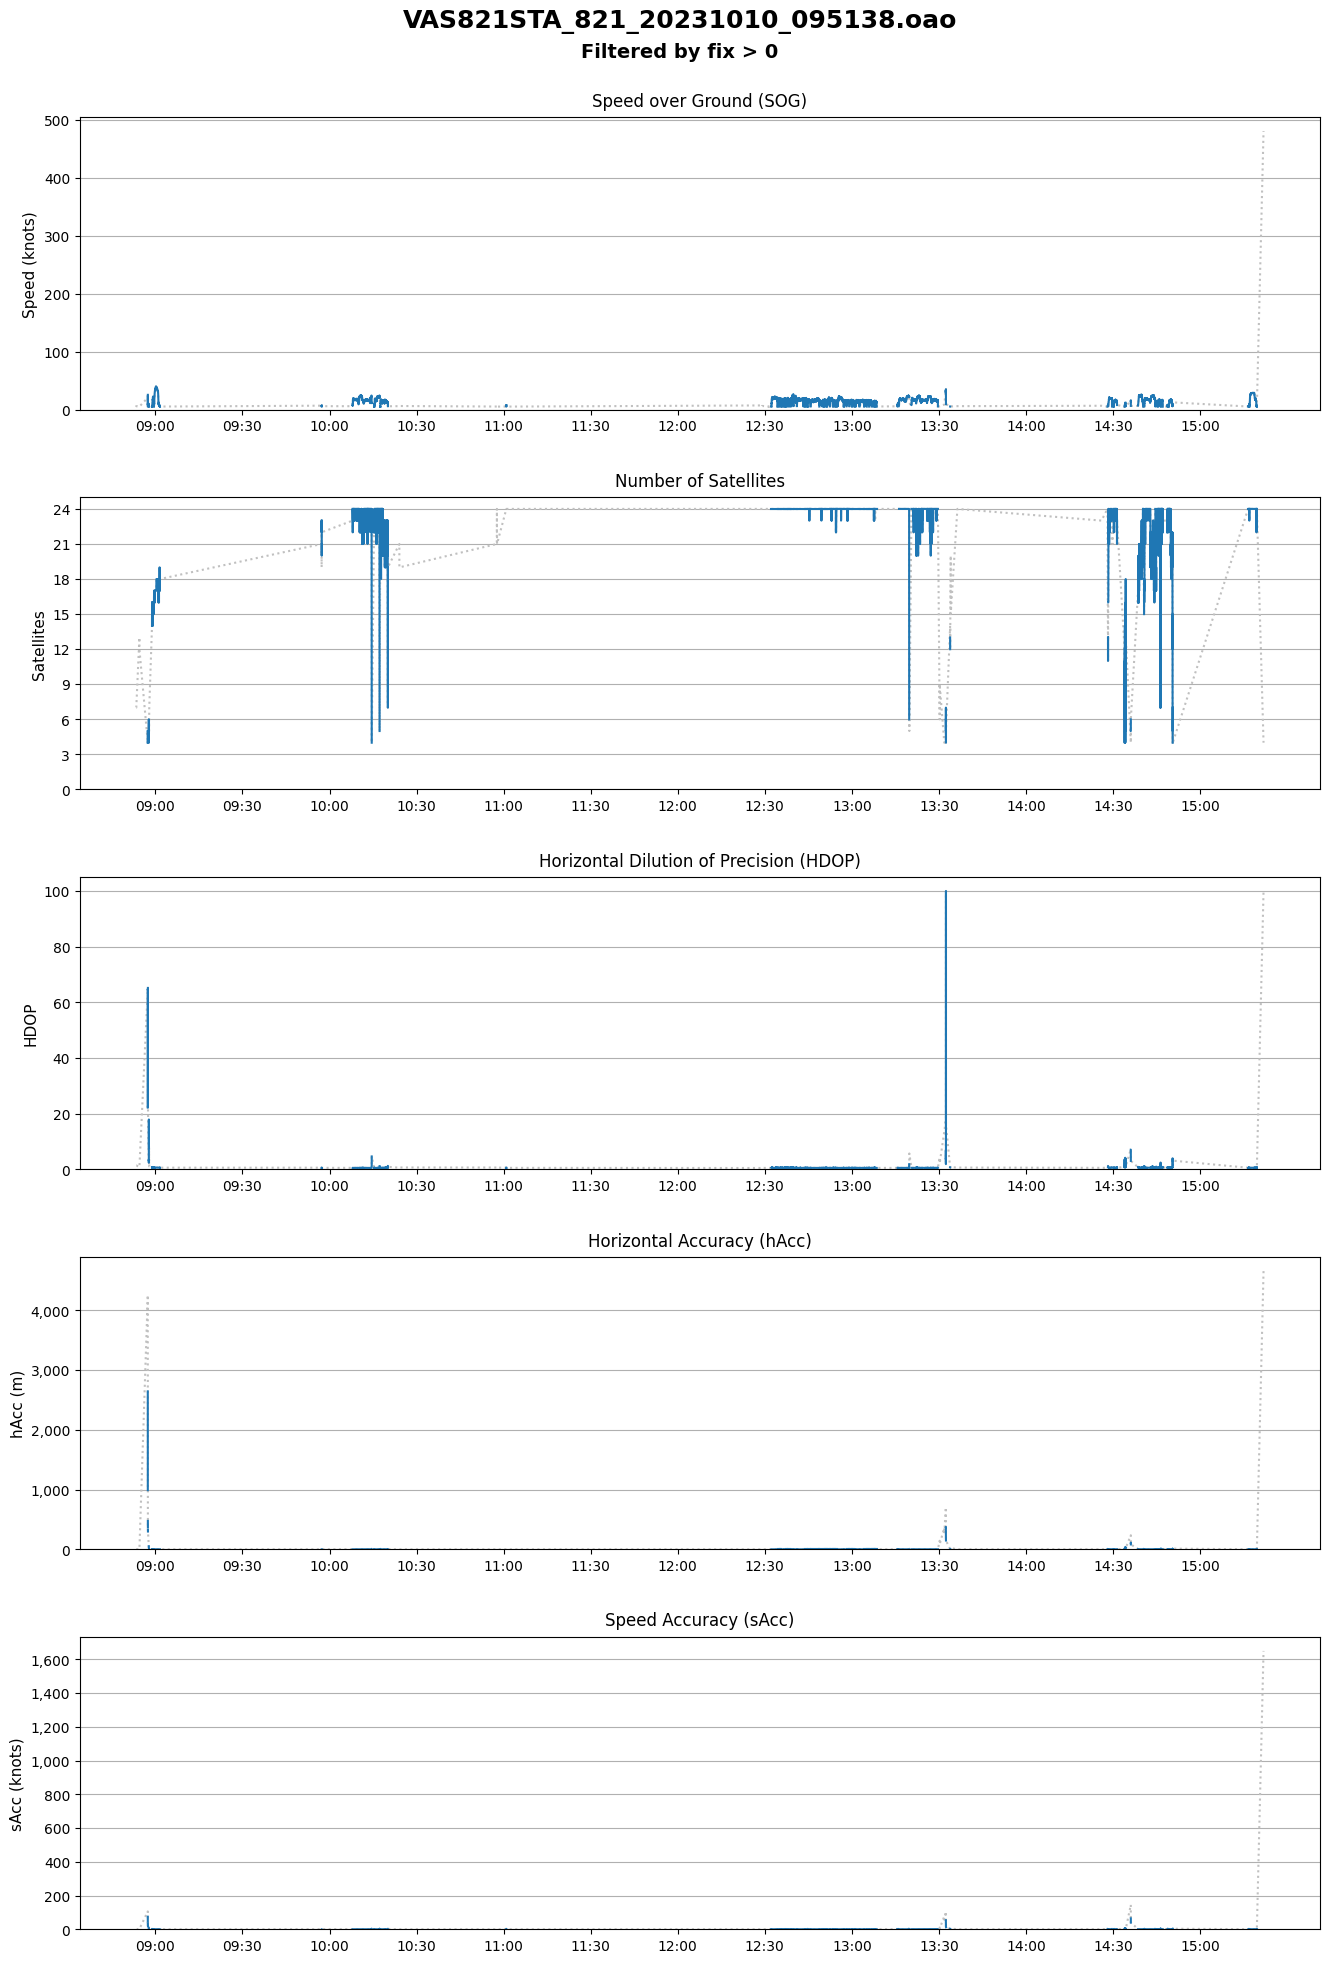 VAS821STA_821_20231010_095138.oao
Filtered by fix > 0
Speed over Ground (SOG)
500
400
300
200
100
0
Speed (knots)
09:00 09:30 10:00 10:30 11:00 11:30 12:00 12:30 13:00 13:30 14:00 14:30 15:00
Number of Satellites
24
21
18
15
12
9
6
3
0
Satellites
09:00 09:30 10:00 10:30 11:00 11:30 12:00 12:30 13:00 13:30 14:00 14:30 15:00
Horizontal Dilution of Precision (HDOP)
100
80
60
40
20
0
HDOP
09:00 09:30 10:00 10:30 11:00 11:30 12:00 12:30 13:00 13:30 14:00 14:30 15:00
Horizontal Accuracy (hAcc)
4,000
3,000
2,000
1,000
0
hAcc (m)
09:00 09:30 10:00 10:30 11:00 11:30 12:00 12:30 13:00 13:30 14:00 14:30 15:00
Speed Accuracy (sAcc)
1,600
1,400
1,200
1,000
800
600
400
200
0
sAcc (knots)
09:00 09:30 10:00 10:30 11:00 11:30 12:00 12:30 13:00 13:30 14:00 14:30 15:00